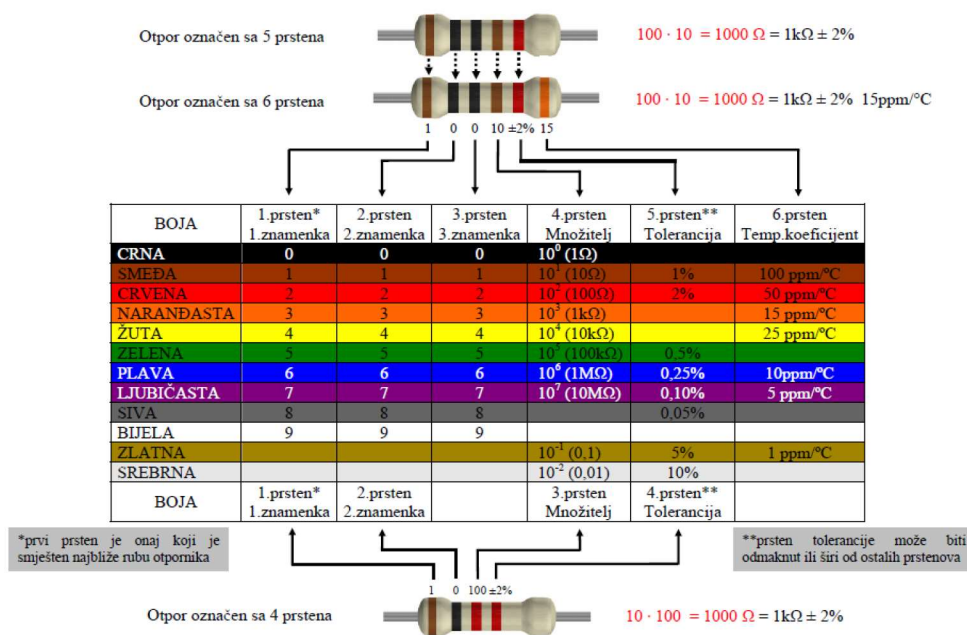 Otpor označen sa 5 prstena
100 · 10 = 1000 Ω = 1kΩ ± 2%
Otpor označen sa 6 prstena
100 · 10 = 1000 Ω = 1kΩ ± 2% 15ppm/°C
1 0 0 10 ±2% 15
BOJA 1.prsten* 2.prsten 3.prsten 4.prsten 5.prsten** 6.prsten
1.znamenka 2.znamenka 3.znamenka Množitelj Tolerancija Temp.koeficijent
CRNA 0 0 0 10⁰ (1Ω)
SMEĐA 1 1 1 10¹ (10Ω) 1% 100 ppm/ºC
CRVENA 2 2 2 10² (100Ω) 2% 50 ppm/ºC
NARANĐASTA 3 3 3 10³ (1kΩ) 15 ppm/ºC
ŽUTA 4 4 4 10⁴ (10kΩ) 25 ppm/ºC
ZELENA 5 5 5 10⁵ (100kΩ) 0,5%
PLAVA 6 6 6 10⁶ (1MΩ) 0,25% 10ppm/ºC
LJUBIČASTA 7 7 7 10⁷ (10MΩ) 0,10% 5 ppm/ºC
SIVA 8 8 8 0,05%
BIJELA 9 9 9
ZLATNA 10⁻¹ (0,1) 5% 1 ppm/ºC
SREBRNA 10⁻² (0,01) 10%
BOJA 1.prsten* 2.prsten 3.prsten 4.prsten**
1.znamenka 2.znamenka Množitelj Tolerancija
*prvi prsten je onaj koji je
smješten najbliže rubu otpornika
**prsten tolerancije može biti
odmaknut ili širi od ostalih prstenova
1 0 100 ±2%
Otpor označen sa 4 prstena
10 · 100 = 1000 Ω = 1kΩ ± 2%